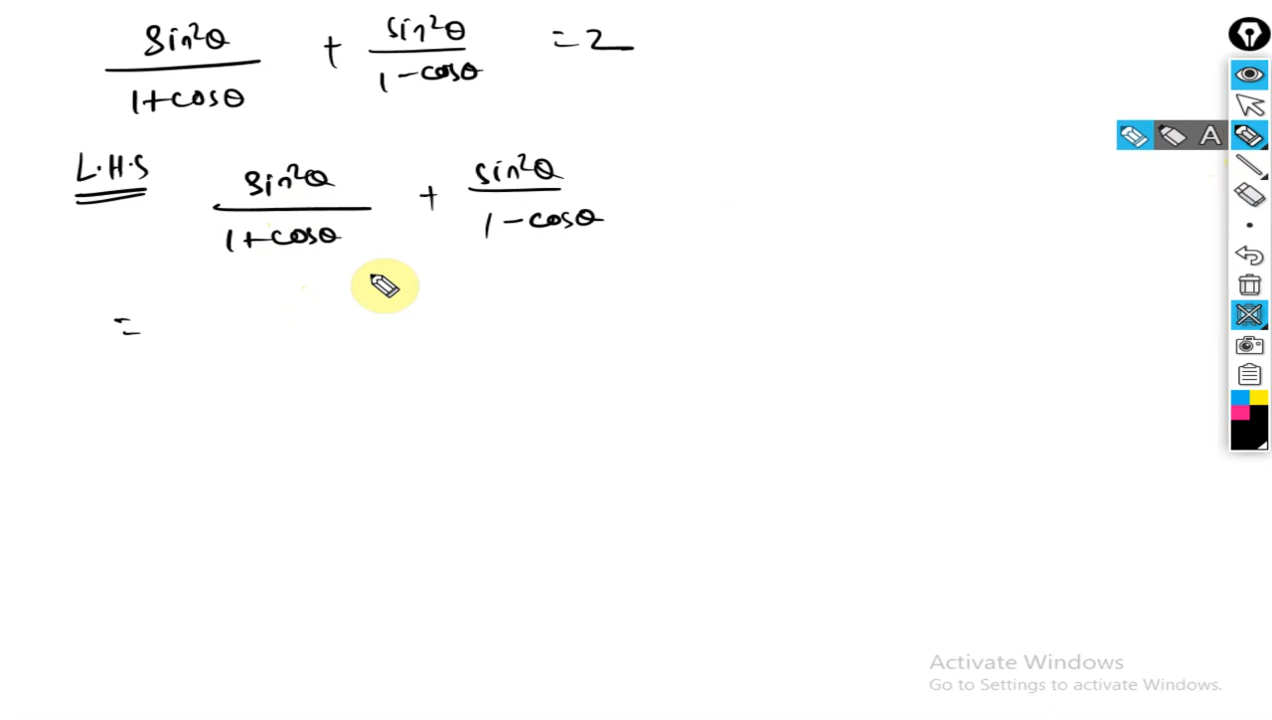 sin²θ/1+cosθ + sin²θ/1-cosθ = 2
L.H.S sin²θ/1+cosθ + sin²θ/1-cosθ
=
A
Activate Windows
Go to Settings to activate Windows.